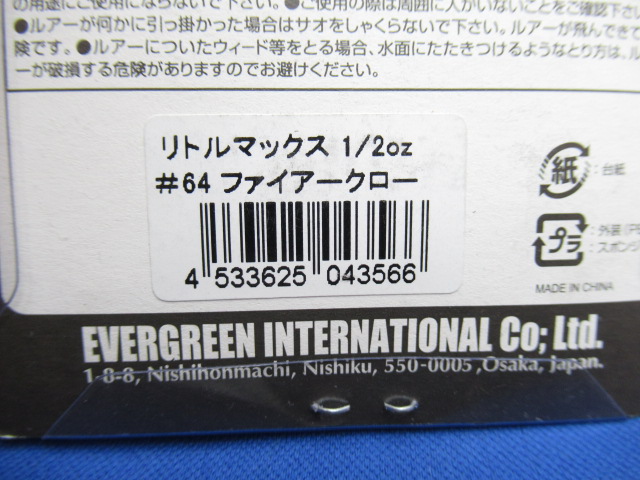 の用途にご使用にならないで下さい。●ご使用の際は周囲に人がいないことをご確認下さ
●ルアーが何かに引っ掛かった場合はサオをしゃくらないで下さい。ルアーが飛んできて
険です。●ルアーについたウィード等をとる場合、水面にたたきつけるようなとり方は、ル
ーが破損する危険がありますのでお避けください。
リトルマックス 1/2oz
#64 ファイアークロー
4 533625 043566
紙
:台紙
プラ
:外装(P
スポンジ
MADE IN CHINA
EVERGREEN INTERNATIONAL Co; Ltd.
1-8-8, Nishihonmachi, Nishiku, 550-0005 ,Osaka, Japan.